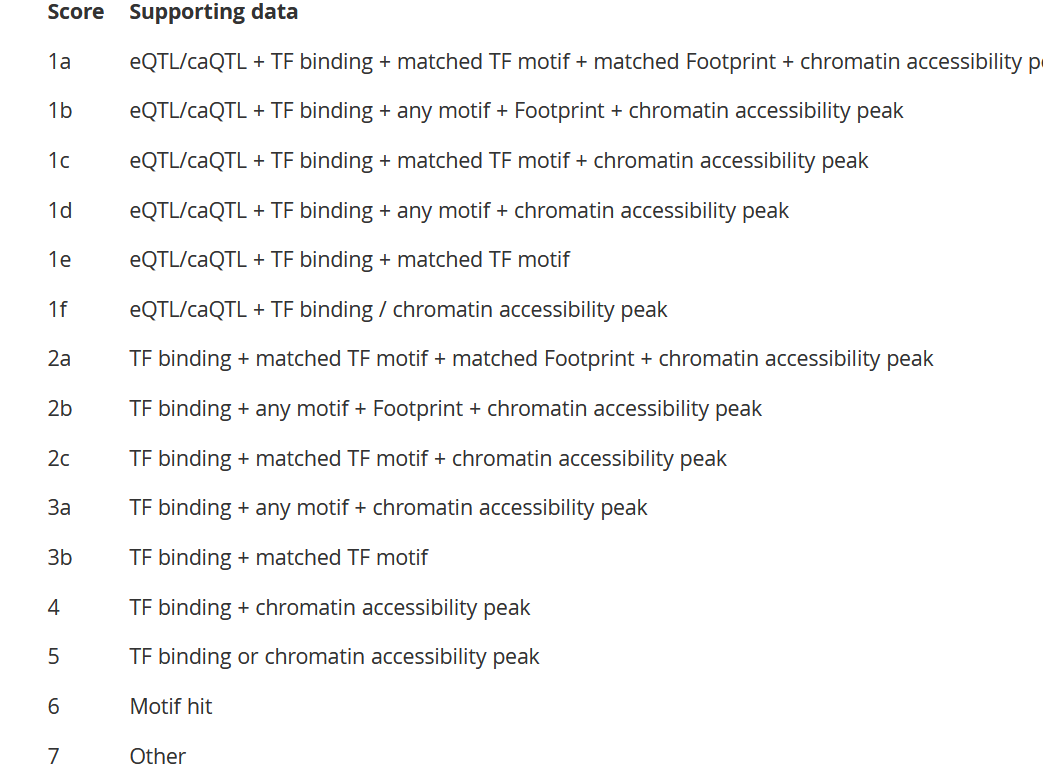 Score Supporting data
1a eQTL/caQTL + TF binding + matched TF motif + matched Footprint + chromatin accessibility
1b eQTL/caQTL + TF binding + any motif + Footprint + chromatin accessibility peak
1c eQTL/caQTL + TF binding + matched TF motif + chromatin accessibility peak
1d eQTL/caQTL + TF binding + any motif + chromatin accessibility peak
1e eQTL/caQTL + TF binding + matched TF motif
1f eQTL/caQTL + TF binding / chromatin accessibility peak
2a TF binding + matched TF motif + matched Footprint + chromatin accessibility peak
2b TF binding + any motif + Footprint + chromatin accessibility peak
2c TF binding + matched TF motif + chromatin accessibility peak
3a TF binding + any motif + chromatin accessibility peak
3b TF binding + matched TF motif
4 TF binding + chromatin accessibility peak
5 TF binding or chromatin accessibility peak
6 Motif hit
7 Other